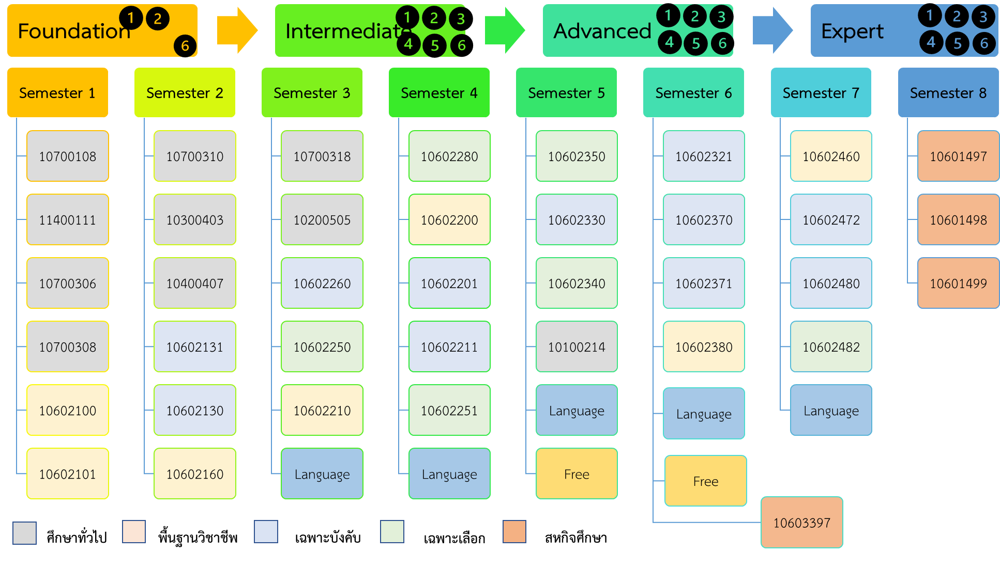 Foundation
1 2
6
Intermediate
1 2 3
4 5 6
Advanced
1 2 3
4 5 6
Expert
1 2 3
4 5 6
Semester 1
10700108
11400111
10700306
10700308
10602100
10602101
Semester 2
10700310
10300403
10400407
10602131
10602130
10602160
Semester 3
10700318
10200505
10602260
10602250
10602210
Language
Semester 4
10602280
10602200
10602201
10602211
10602251
Language
Semester 5
10602350
10602330
10602340
10100214
Language
Free
Semester 6
10602321
10602370
10602371
10602380
Language
Free
10603397
Semester 7
10602460
10602472
10602480
10602482
Language
Semester 8
10601497
10601498
10601499
ศึกษาทั่วไป
พื้นฐานวิชาชีพ
เฉพาะบังคับ
เฉพาะเลือก
สหกิจศึกษา